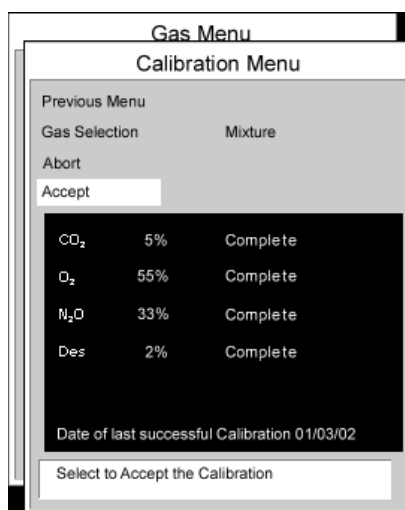 Gas Menu
Calibration Menu
Previous Menu
Gas Selection Mixture
Abort
Accept
CO₂ 5% Complete
O₂ 55% Complete
N₂O 33% Complete
Des 2% Complete
Date of last successful Calibration 01/03/02
Select to Accept the Calibration